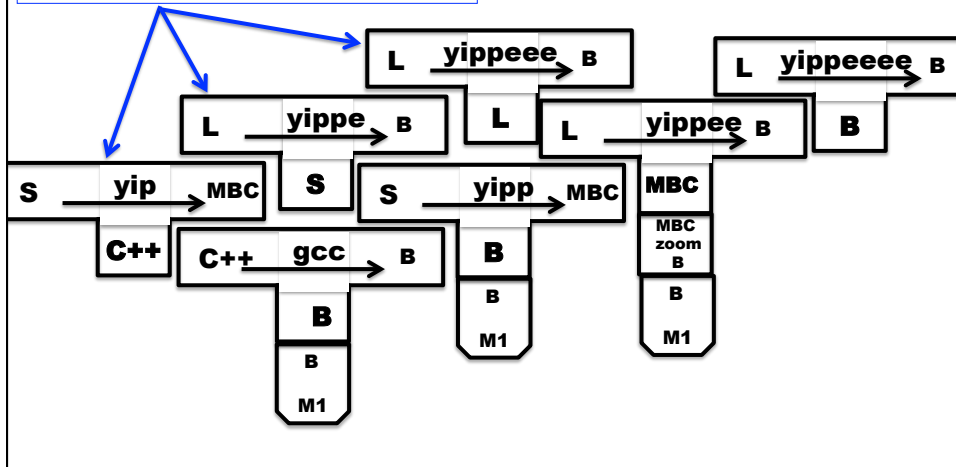 L yippeee B
L
L yippeeee B
B
L yippe B
S
L yippee B
MBC
MBC
zoom
B
B
M1
S yip MBC
C++
S yipp MBC
B
B
M1
C++ gcc B
B
B
M1